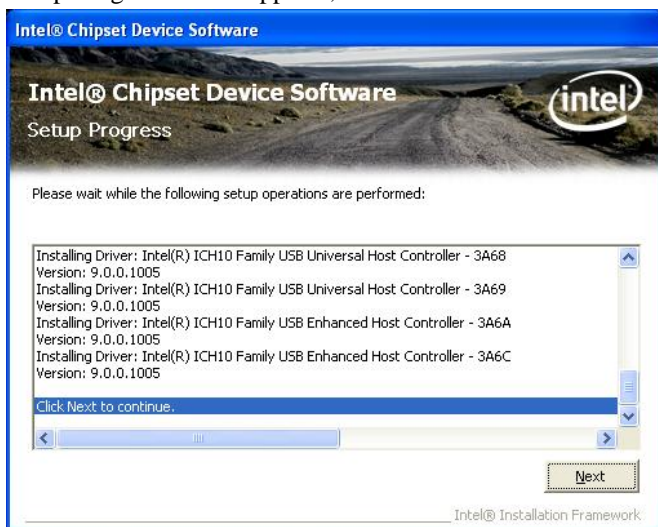 Intel® Chipset Device Software
Intel® Chipset Device Software
intel
Setup Progress
Please wait while the following setup operations are performed:
Installing Driver: Intel(R) ICH10 Family USB Universal Host Controller - 3A68
Version: 9.0.0.1005
Installing Driver: Intel(R) ICH10 Family USB Universal Host Controller - 3A69
Version: 9.0.0.1005
Installing Driver: Intel(R) ICH10 Family USB Enhanced Host Controller - 3A6A
Version: 9.0.0.1005
Installing Driver: Intel(R) ICH10 Family USB Enhanced Host Controller - 3A6C
Version: 9.0.0.1005
Click Next to continue.
Next
Intel® Installation Framework